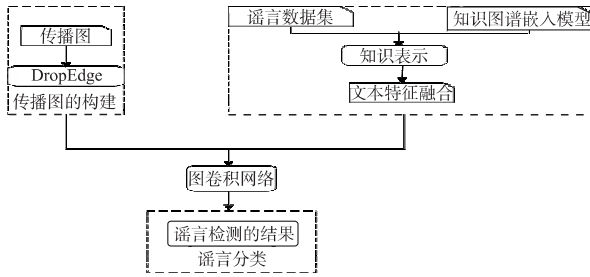 传播图
DropEdge
传播图的构建
谣言数据集
知识图谱嵌入模型
知识表示
文本特征融合
图卷积网络
谣言检测的结果
谣言分类